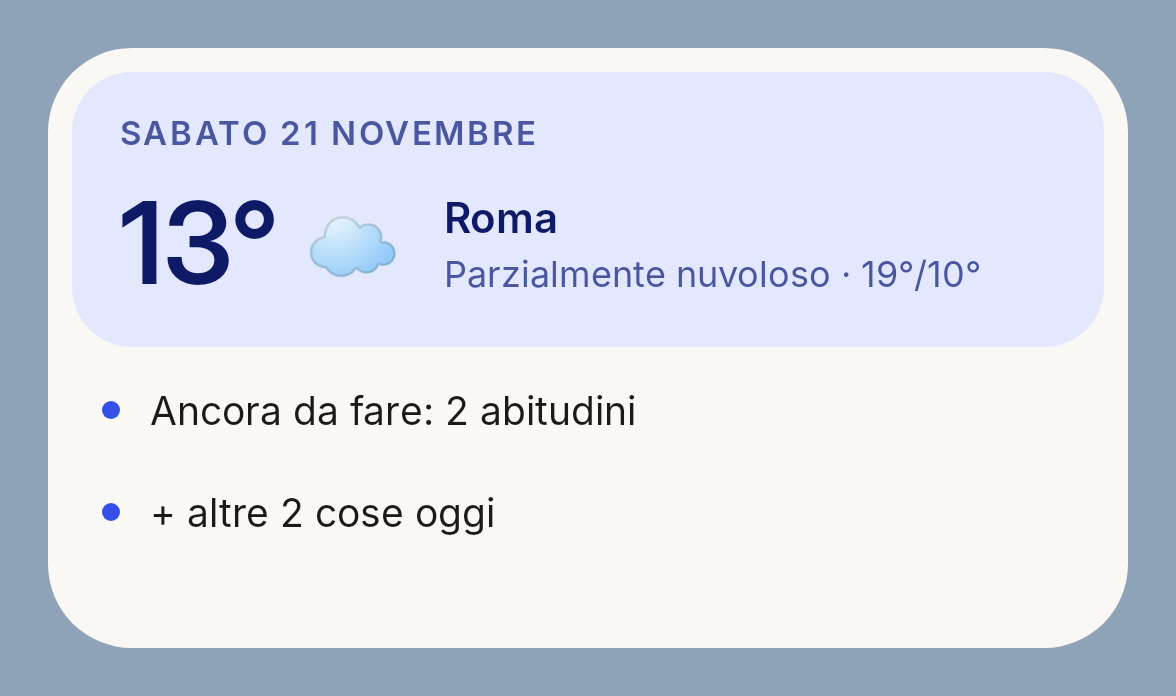 SABATO 21 NOVEMBRE
13°
Roma
Parzialmente nuvoloso · 19°/10°
Ancora da fare: 2 abitudini
+ altre 2 cose oggi